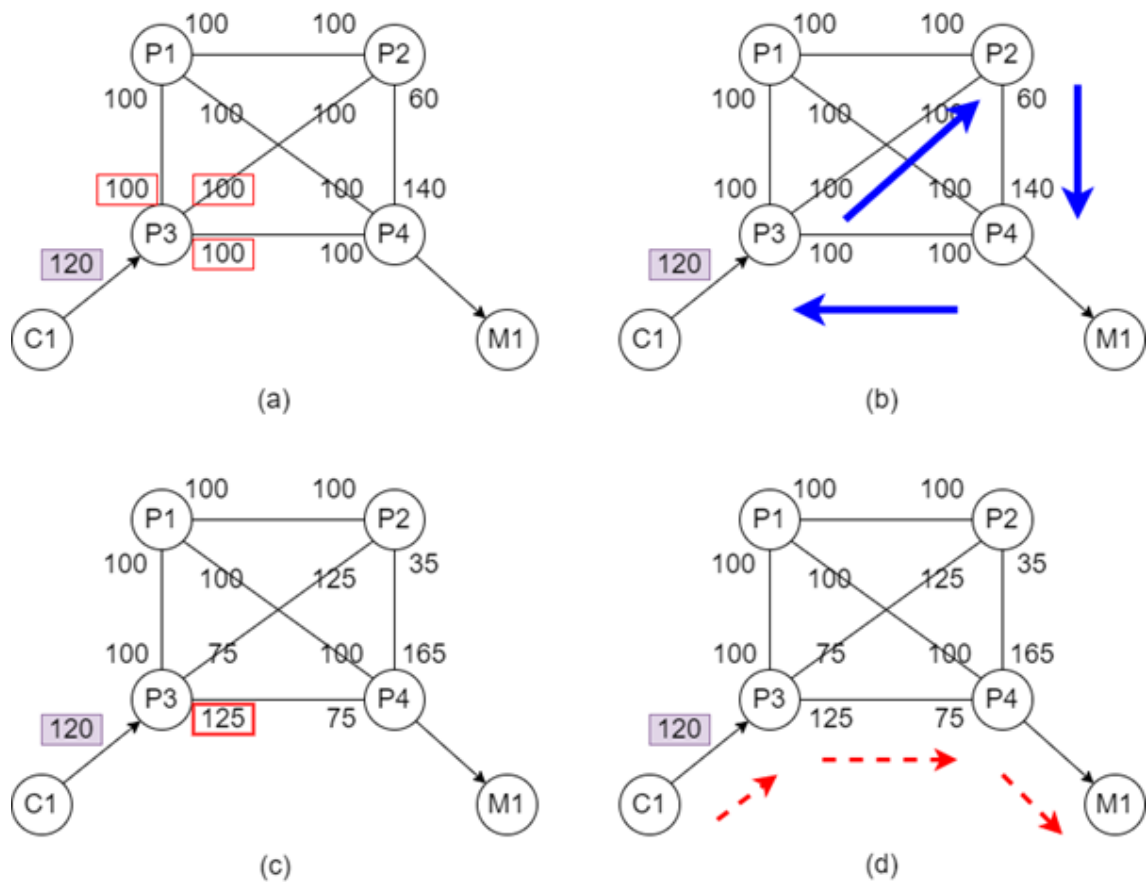 100 100 100 100
P1 P2 P1 P2
100 100 100 60 100 100 100 60
100 100 100 140 100 100 100 140
P3 P4 P3 P4
120 100 100 120 100 100
C1 M1 C1 M1
(a) (b)
100 100 100 100
P1 P2 P1 P2
100 100 125 35 100 100 125 35
100 75 100 165 100 75 100 165
P3 P4 P3 P4
120 125 75 120 125 75
C1 M1 C1 M1
(c) (d)